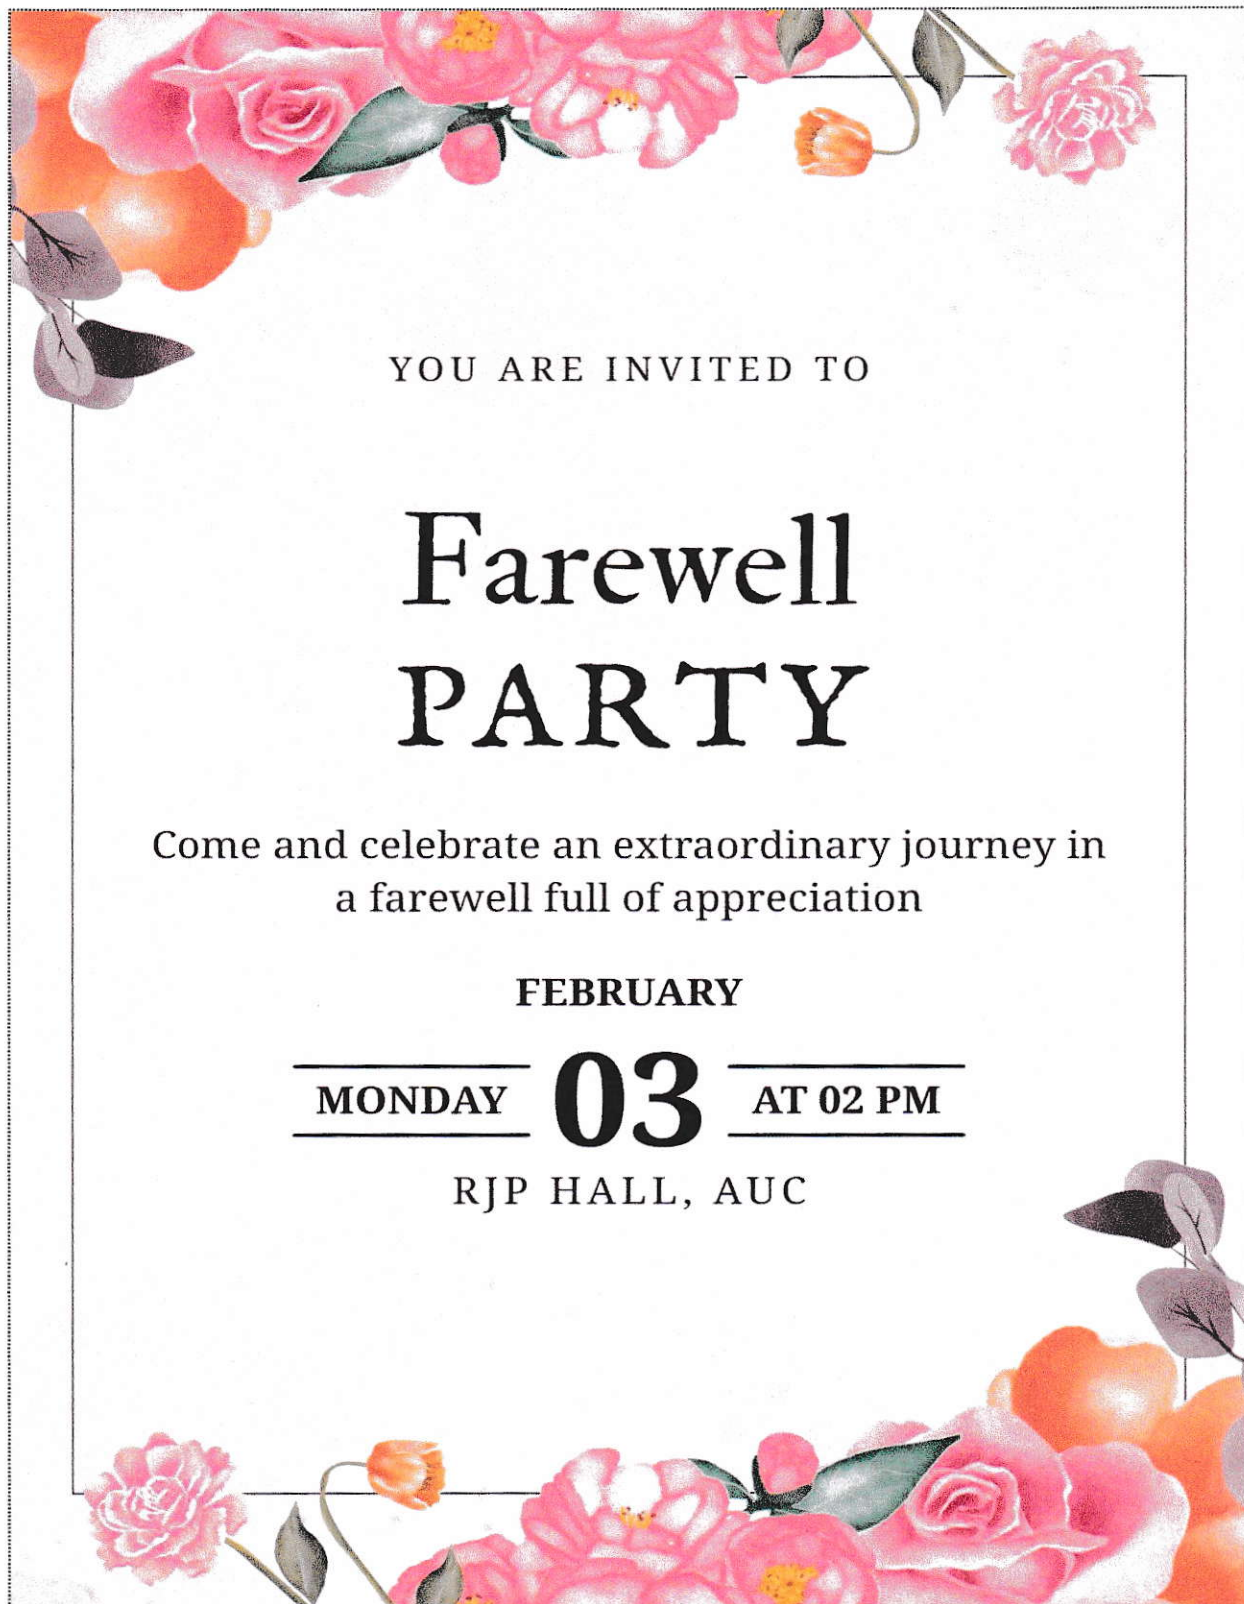 YOU ARE INVITED TO
Farewell
PARTY
Come and celebrate an extraordinary journey in
a farewell full of appreciation
FEBRUARY
MONDAY 03 AT 02 PM
RJP HALL, AUC